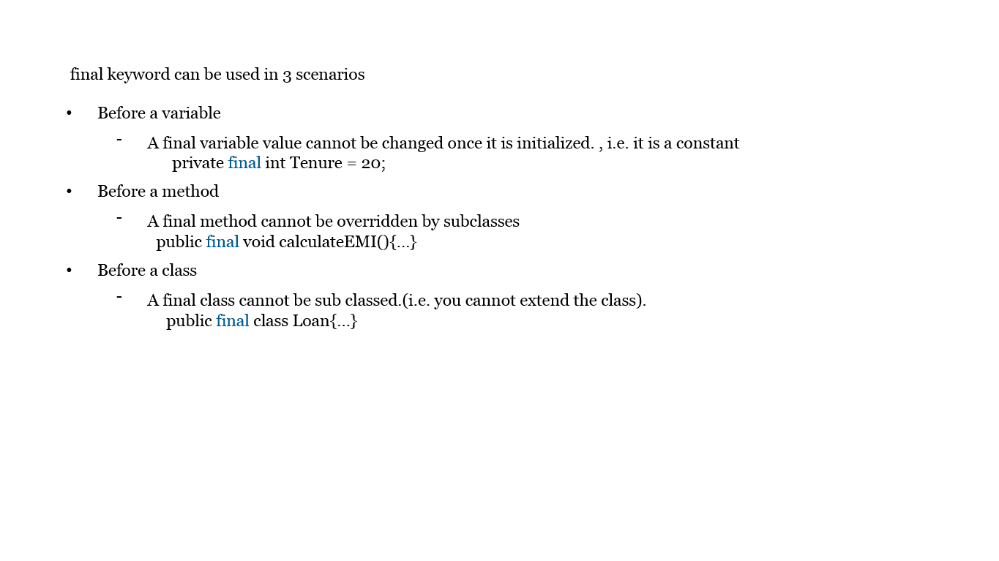 final keyword can be used in 3 scenarios
• Before a variable
- A final variable value cannot be changed once it is initialized. , i.e. it is a constant
private final int Tenure = 20;
• Before a method
- A final method cannot be overridden by subclasses
public final void calculateEMI(){…}
• Before a class
- A final class cannot be sub classed.(i.e. you cannot extend the class).
public final class Loan{…}